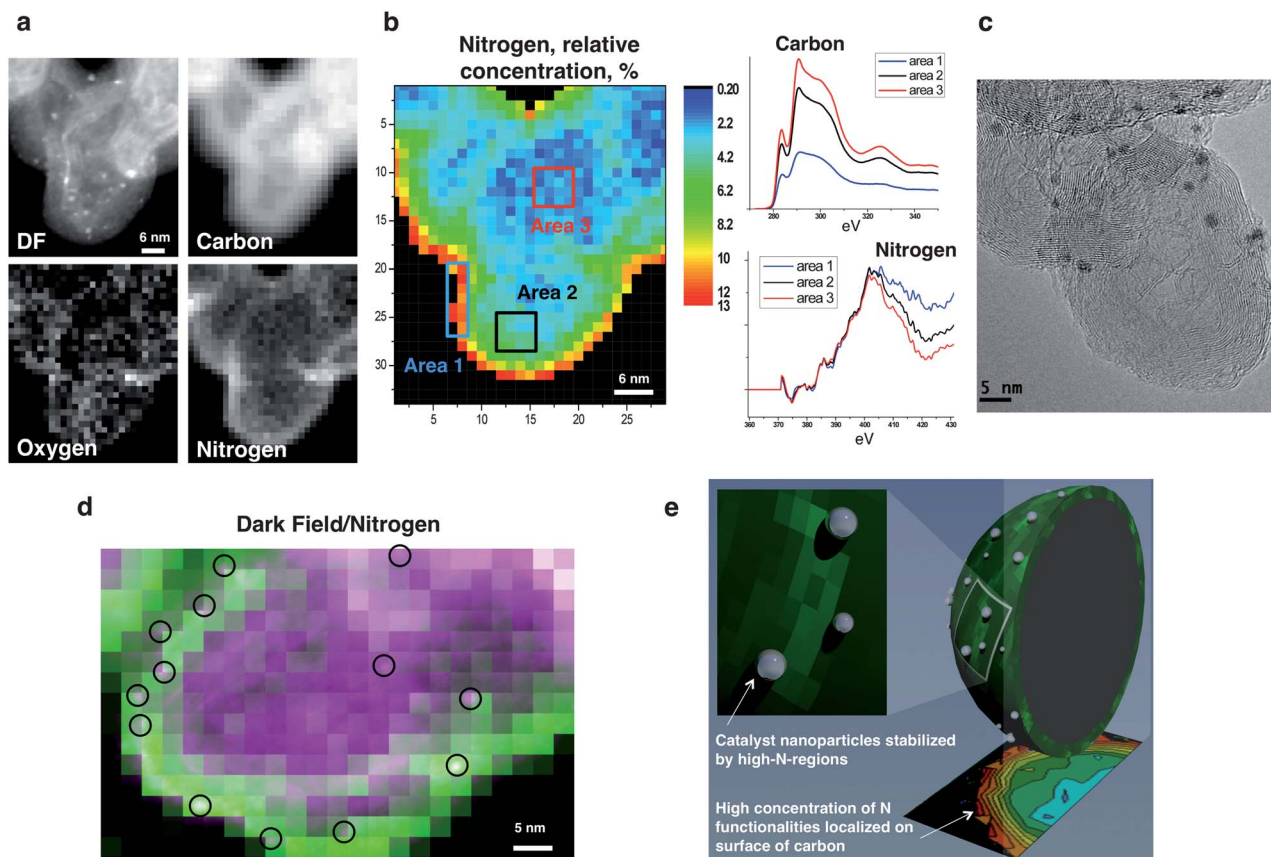 a
DF
6 nm
Carbon
Oxygen
Nitrogen
b
Nitrogen, relative
concentration, %
5
10
15
20
25
30
5
10
15
20
25
Area 3
Area 2
Area 1
6 nm
0.20
2.2
4.2
6.2
8.2
10
12
13
Carbon
area 1
area 2
area 3
280
300
320
340
eV
Nitrogen
area 1
area 2
area 3
360
370
380
390
400
410
420
430
eV
c
5 nm
d
Dark Field/Nitrogen
5 nm
e
Catalyst nanoparticles stabilized
by high-N-regions
High concentration of N
functionalities localized on
surface of carbon